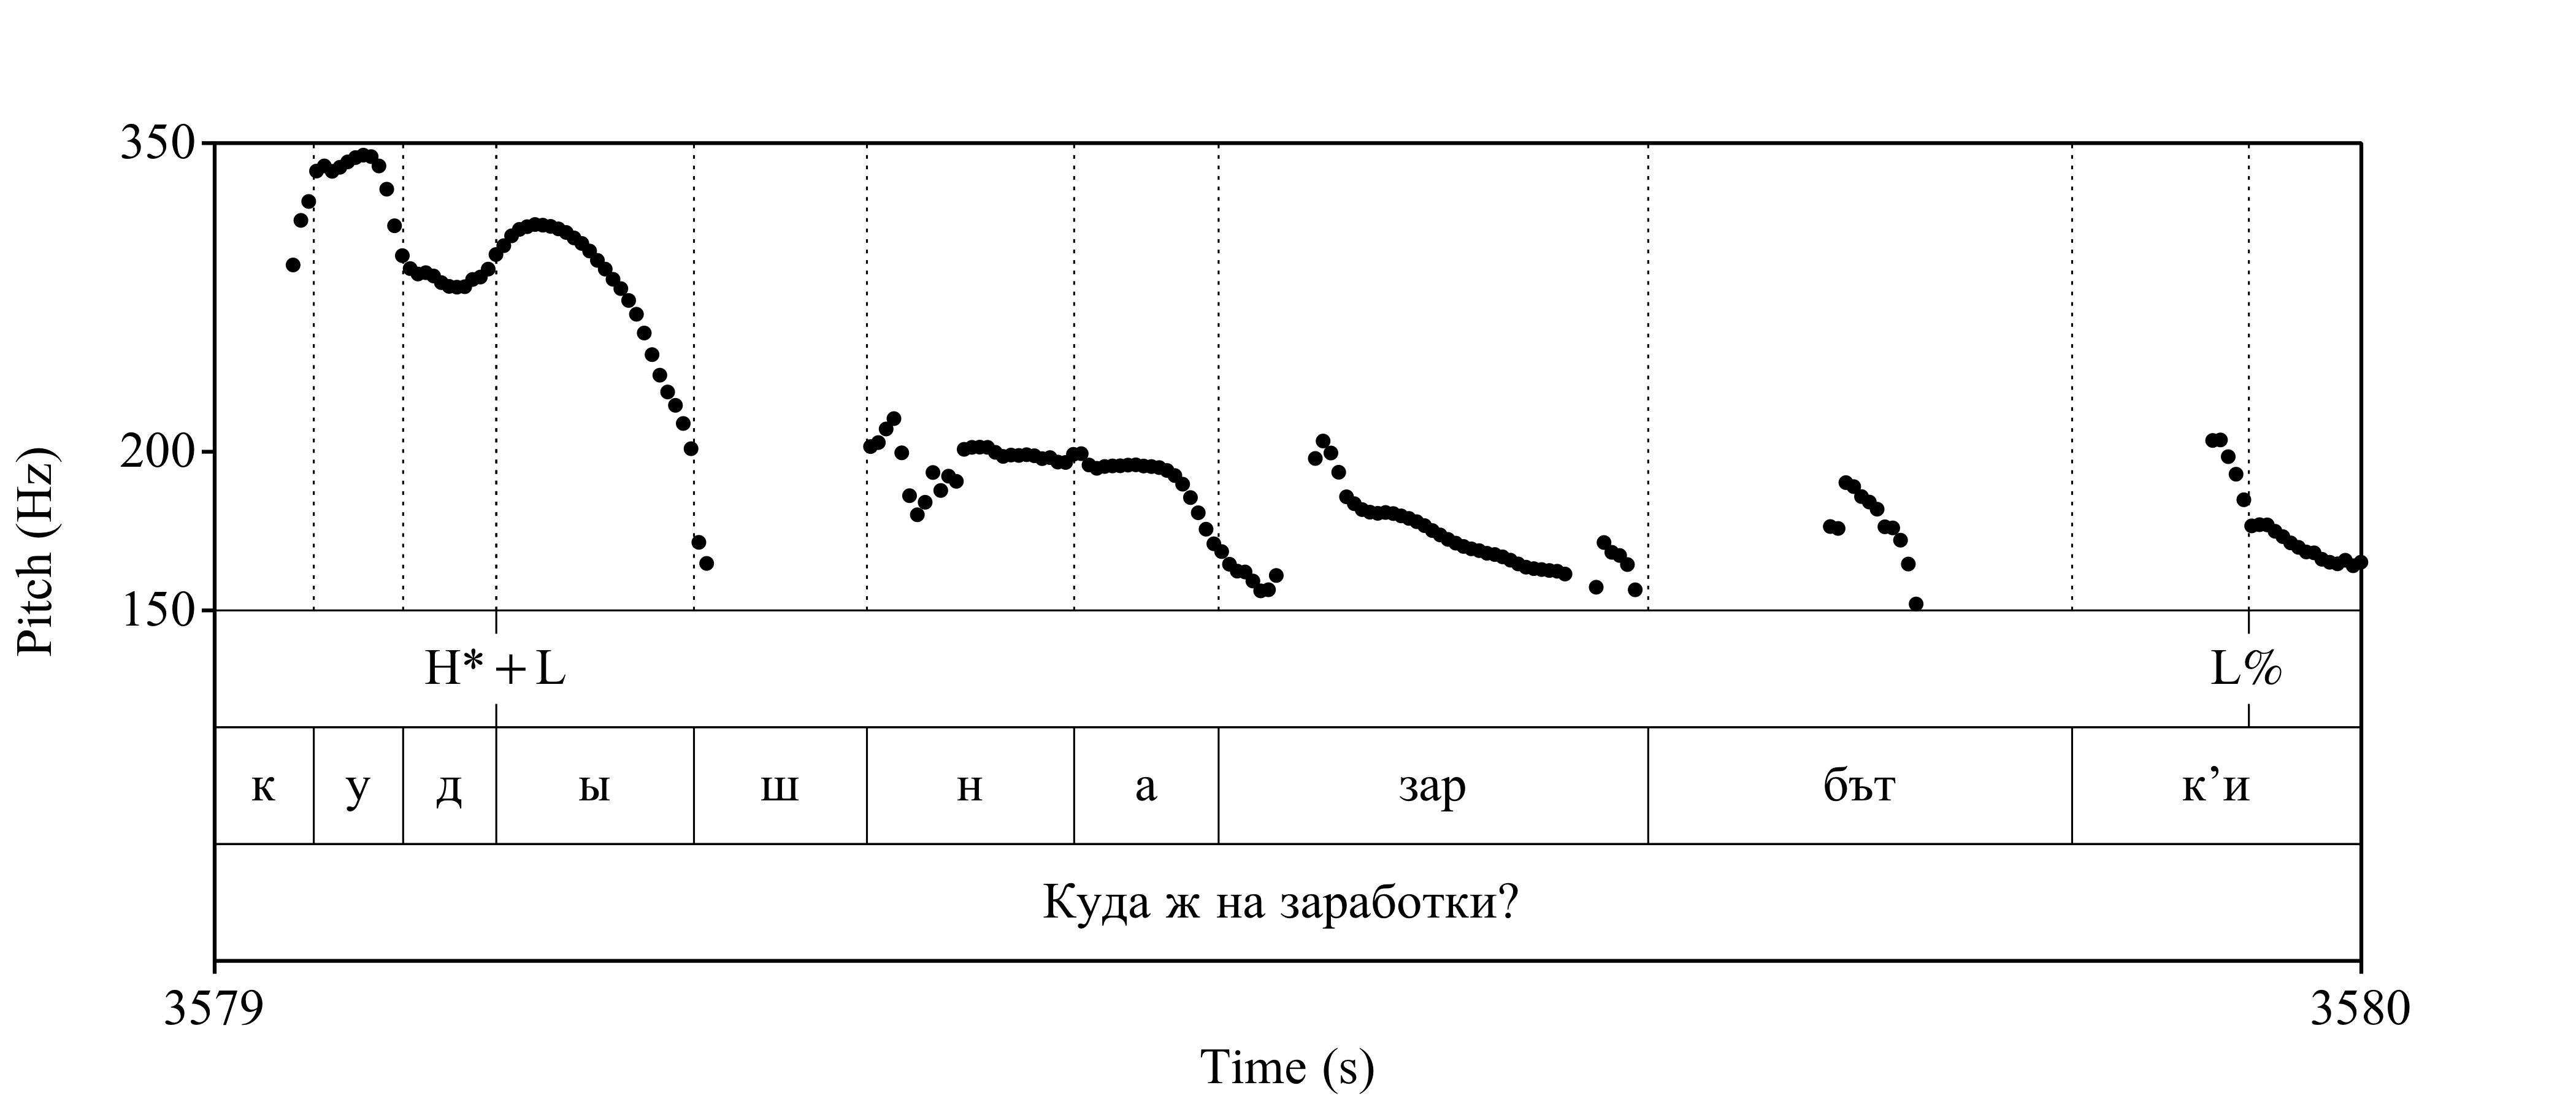 350
200
150
Pitch (Hz)
H*+L L%
к у д ы ш н а зар бът к’и
Куда ж на заработки?
3579 3580
Time (s)